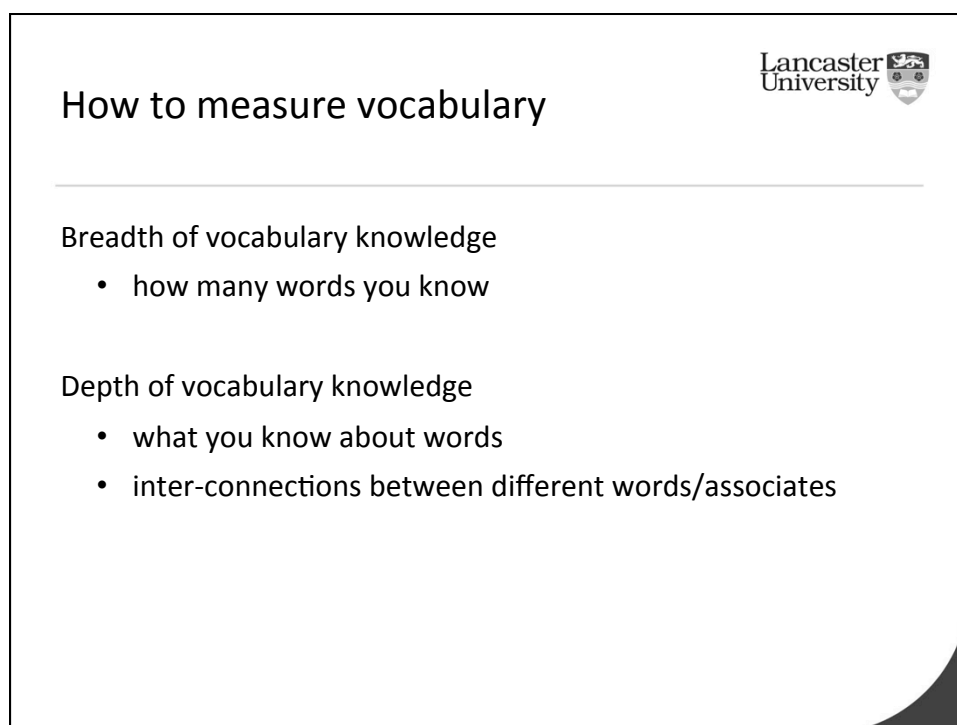 Lancaster
University
How to measure vocabulary
Breadth of vocabulary knowledge
• how many words you know
Depth of vocabulary knowledge
• what you know about words
• inter-connections between different words/associates